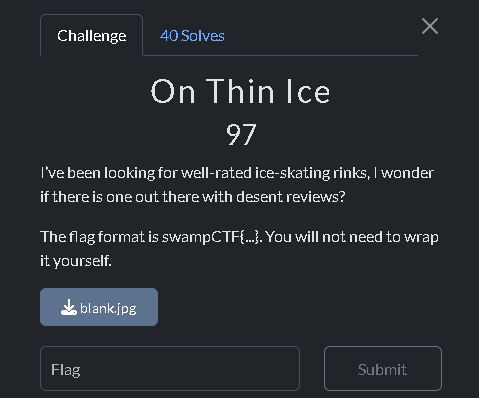 Challenge
40 Solves
On Thin Ice
97
I've been looking for well-rated ice-skating rinks, I wonder
if there is one out there with desent reviews?
The flag format is swampCTF{...}. You will not need to wrap
it yourself.
blank.jpg
Flag
Submit